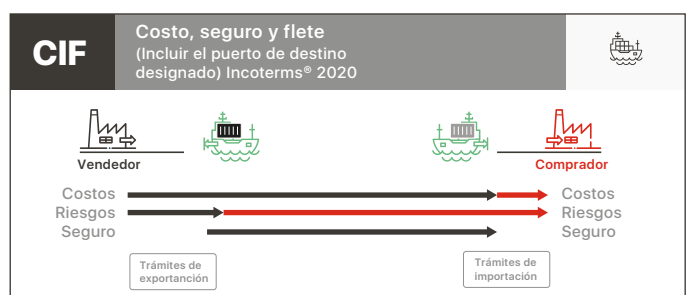 CIF
Costo, seguro y flete
(Incluir el puerto de destino
designado) Incoterms® 2020
Vendedor
Comprador
Costos
Costos
Riesgos
Riesgos
Seguro
Seguro
Trámites de
exportanción
Trámites de
importación